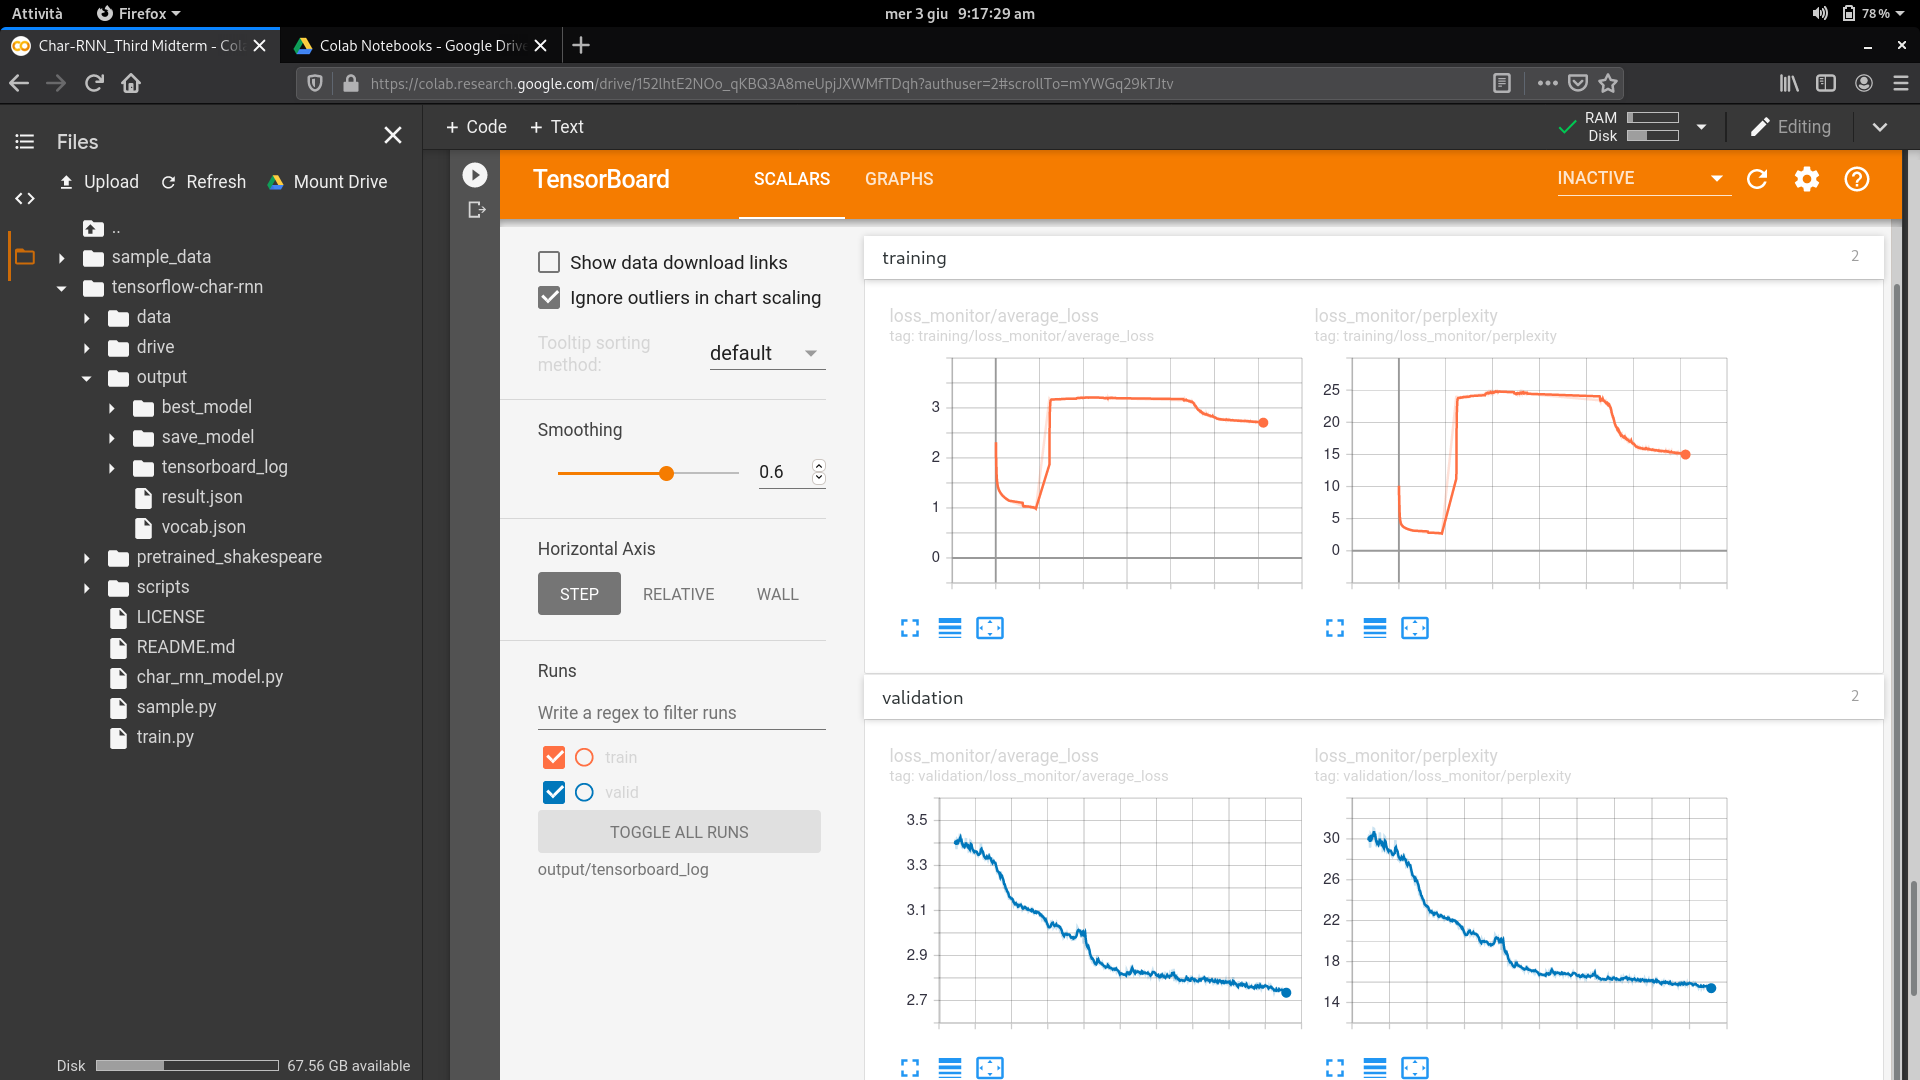 Attività
Firefox
mer 3 giu 9:17:29 am
78 %
Char-RNN_Third Midterm - Col
Colab Notebooks - Google Drive
https://colab.research.google.com/drive/152lhtE2NOo_qKBQ3A8meUpjJXWMfTDqh?authuser=2#scrollTo=mYWGq29kTJtv
+ Code + Text
RAM
Disk
Editing
Files
Upload Refresh Mount Drive
..
sample_data
tensorflow-char-rnn
data
drive
output
best_model
save_model
tensorboard_log
result.json
vocab.json
pretrained_shakespeare
scripts
LICENSE
README.md
char_rnn_model.py
sample.py
train.py
Disk 67.56 GB available
TensorBoard
SCALARS GRAPHS
INACTIVE
Show data download links
Ignore outliers in chart scaling
Tooltip sorting
method:
default
Smoothing
0.6
Horizontal Axis
STEP RELATIVE WALL
Runs
Write a regex to filter runs
train
valid
TOGGLE ALL RUNS
output/tensorboard_log
training 2
loss_monitor/average_loss
tag: training/loss_monitor/average_loss
3
2
1
0
loss_monitor/perplexity
tag: training/loss_monitor/perplexity
25
20
15
10
5
0
validation 2
loss_monitor/average_loss
tag: validation/loss_monitor/average_loss
3.5
3.3
3.1
2.9
2.7
loss_monitor/perplexity
tag: validation/loss_monitor/perplexity
30
26
22
18
14